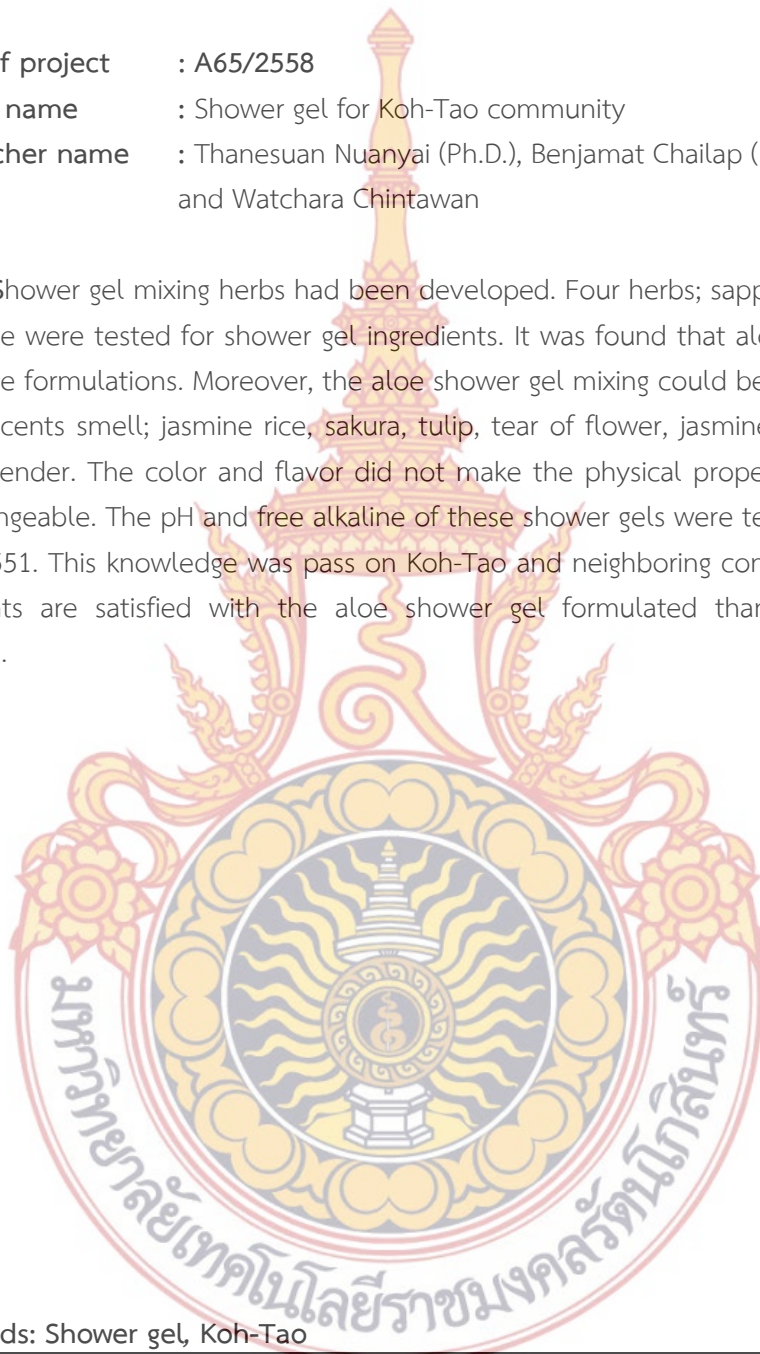 f project : A65/2558
name : Shower gel for Koh-Tao community
cher name : Thanesuan Nuanyai (Ph.D.), Benjamat Chailap (
and Watchara Chintawan
Shower gel mixing herbs had been developed. Four herbs; sapp
e were tested for shower gel ingredients. It was found that alo
e formulations. Moreover, the aloe shower gel mixing could be
cents smell; jasmine rice, sakura, tulip, tear of flower, jasmine
ender. The color and flavor did not make the physical prope
ngeable. The pH and free alkaline of these shower gels were te
551. This knowledge was pass on Koh-Tao and neighboring con
ts are satisfied with the aloe shower gel formulated than
.
มหาวิทยาลัยเทคโนโลยีราชมงคลรัตนโกสินทร์
ds: Shower gel, Koh-Tao